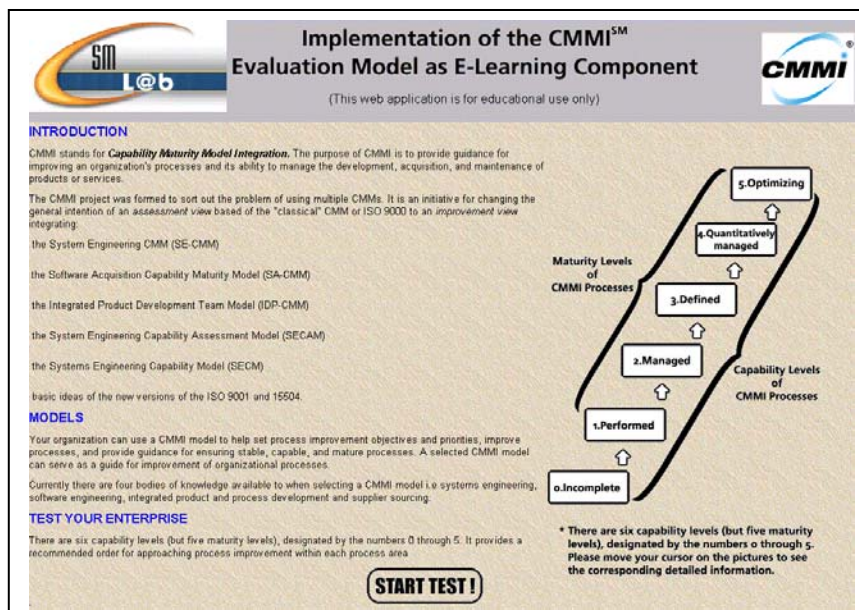 SM
L@b
Implementation of the CMMI℠
Evaluation Model as E-Learning Component
(This web application is for educational use only)
CMMi®
INTRODUCTION
CMMI stands for Capability Maturity Model Integration. The purpose of CMMI is to provide guidance for
improving an organization's processes and its ability to manage the development, acquisition, and maintenance of
products or services.
The CMMI project was formed to sort out the problem of using multiple CMMs. It is an initiative for changing the
general intention of an assessment view based of the "classical" CMM or ISO 9000 to an improvement view
integrating:
the System Engineering CMM (SE-CMM)
the Software Acquisition Capability Maturity Model (SA-CMM)
the Integrated Product Development Team Model (IDP-CMM)
the System Engineering Capability Assessment Model (SECAM)
the Systems Engineering Capability Model (SECM)
basic ideas of the new versions of the ISO 9001 and 15504.
MODELS
Your organization can use a CMMI model to help set process improvement objectives and priorities, improve
processes, and provide guidance for ensuring stable, capable, and mature processes. A selected CMMI model
can serve as a guide for improvement of organizational processes.
Currently there are four bodies of knowledge available to when selecting a CMMI model i.e systems engineering,
software engineering, integrated product and process development and supplier sourcing.
TEST YOUR ENTERPRISE
There are six capability levels (but five maturity levels), designated by the numbers 0 through 5. It provides a
recommended order for approaching process improvement within each process area
START TEST !
5.Optimizing
4.Quantitatively
managed
Maturity Levels
of
CMMI Processes
3.Defined
2.Managed
Capability Levels
of
CMMI Processes
1.Performed
0.Incomplete
* There are six capability levels (but five maturity
levels), designated by the numbers 0 through 5.
Please move your cursor on the pictures to see
the corresponding detailed information.